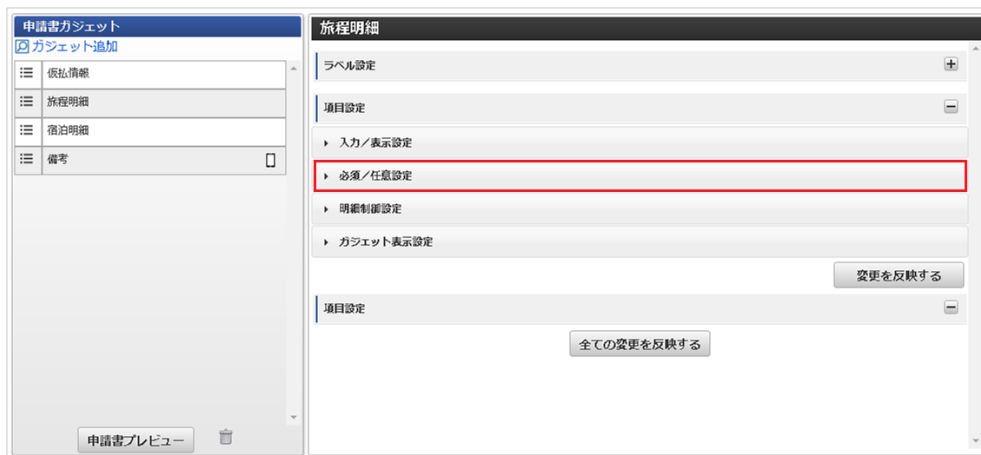 申請書ガジェット
ガジェット追加
仮払情報
旅程明細
宿泊明細
備考
申請書プレビュー
旅程明細
ラベル設定
項目設定
入力/表示設定
必須/任意設定
明細制御設定
ガジェット表示設定
変更を反映する
項目設定
全ての変更を反映する